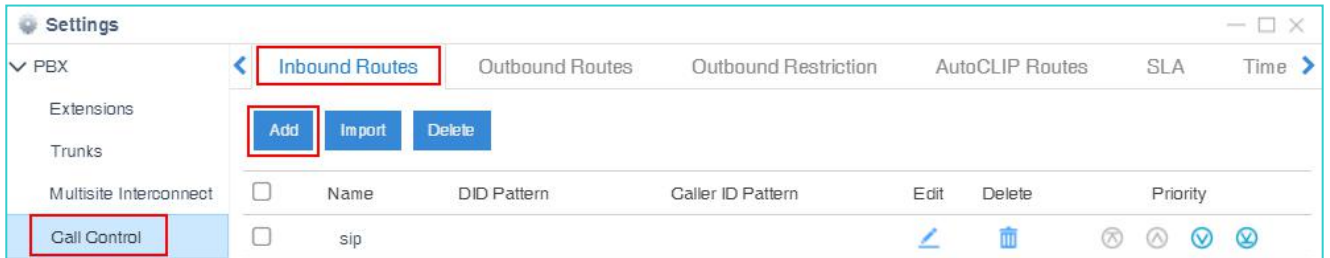 Settings
PBX
Inbound Routes Outbound Routes Outbound Restriction AutoCLIP Routes SLA Time
Extensions
Add Import Delete
Trunks
Multisite Interconnect
Name DID Pattern Caller ID Pattern Edit Delete Priority
Call Control
sip